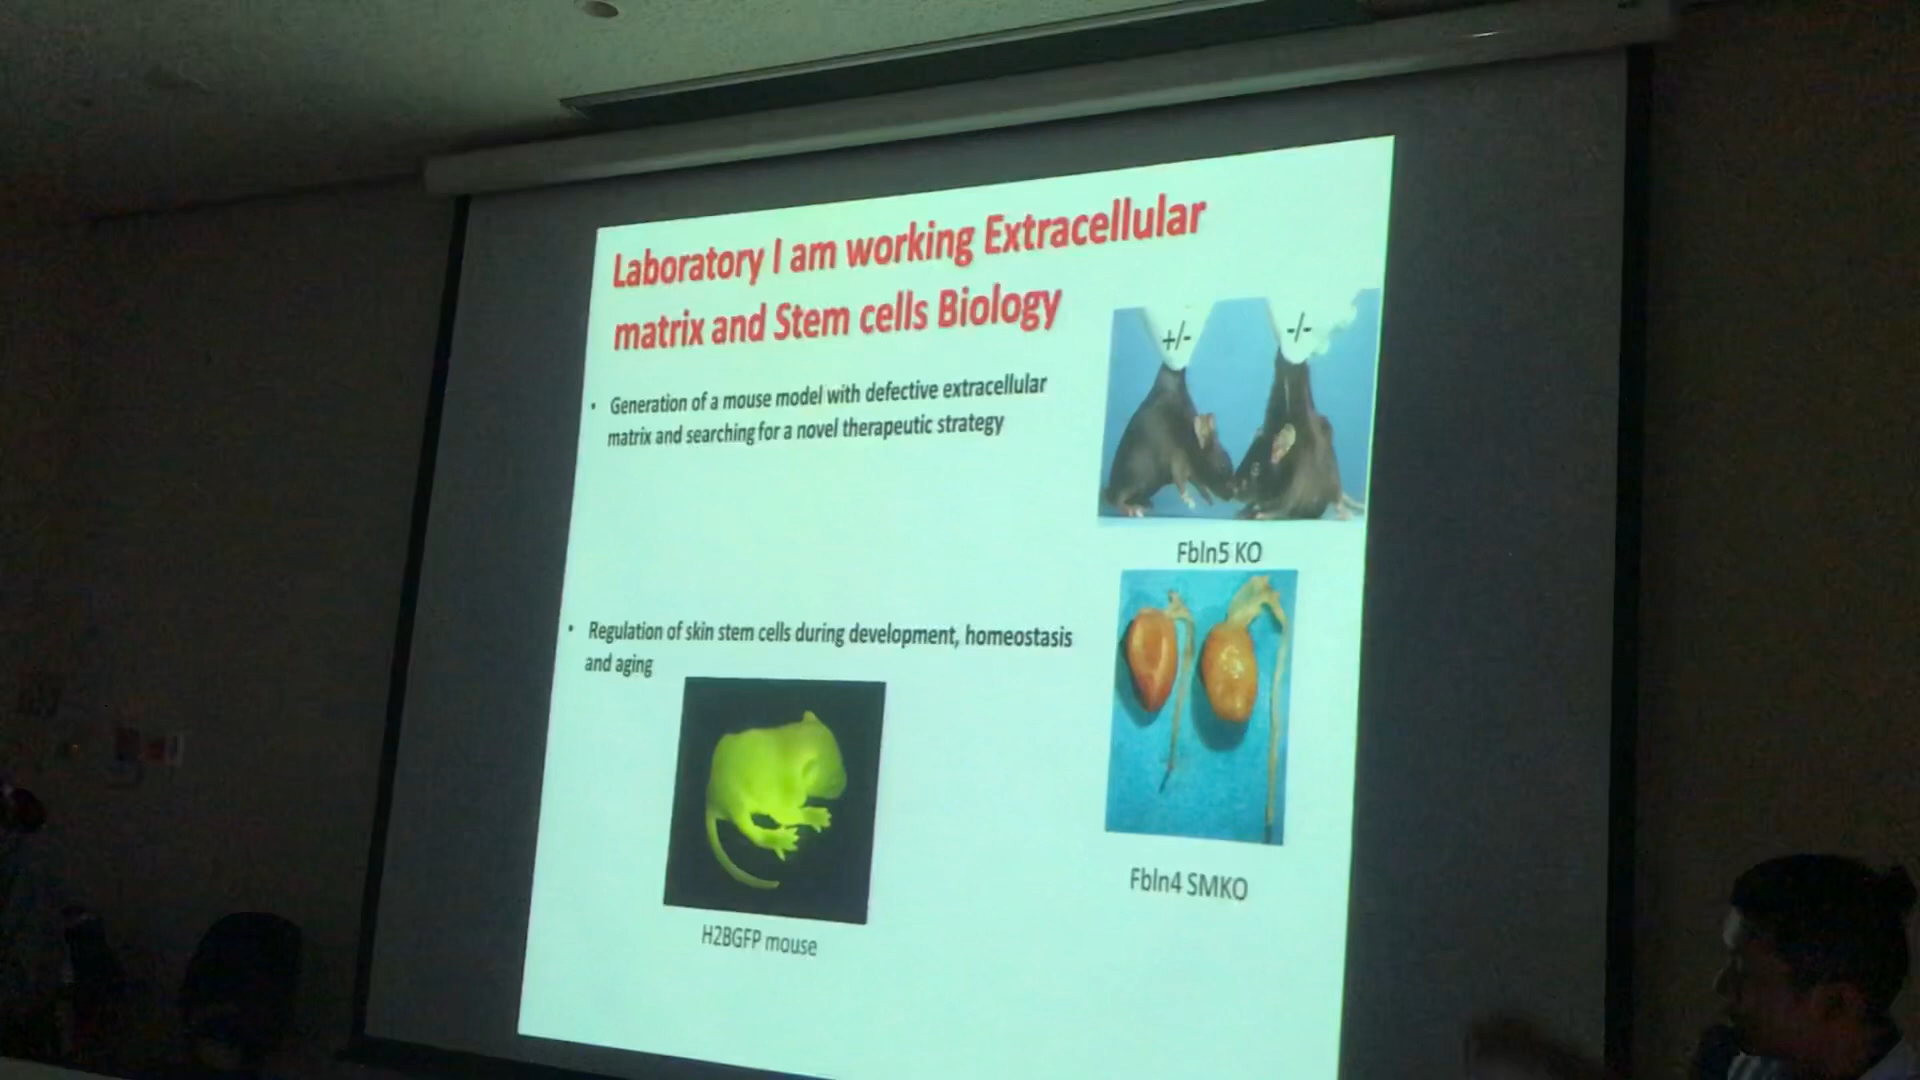 Laboratory I am working Extracellular
matrix and Stem cells Biology
• Generation of a mouse model with defective extracellular
matrix and searching for a novel therapeutic strategy
+/- -/-
Fbln5 KO
• Regulation of skin stem cells during development, homeostasis
and aging
H2BGFP mouse
Fbln4 SMKO